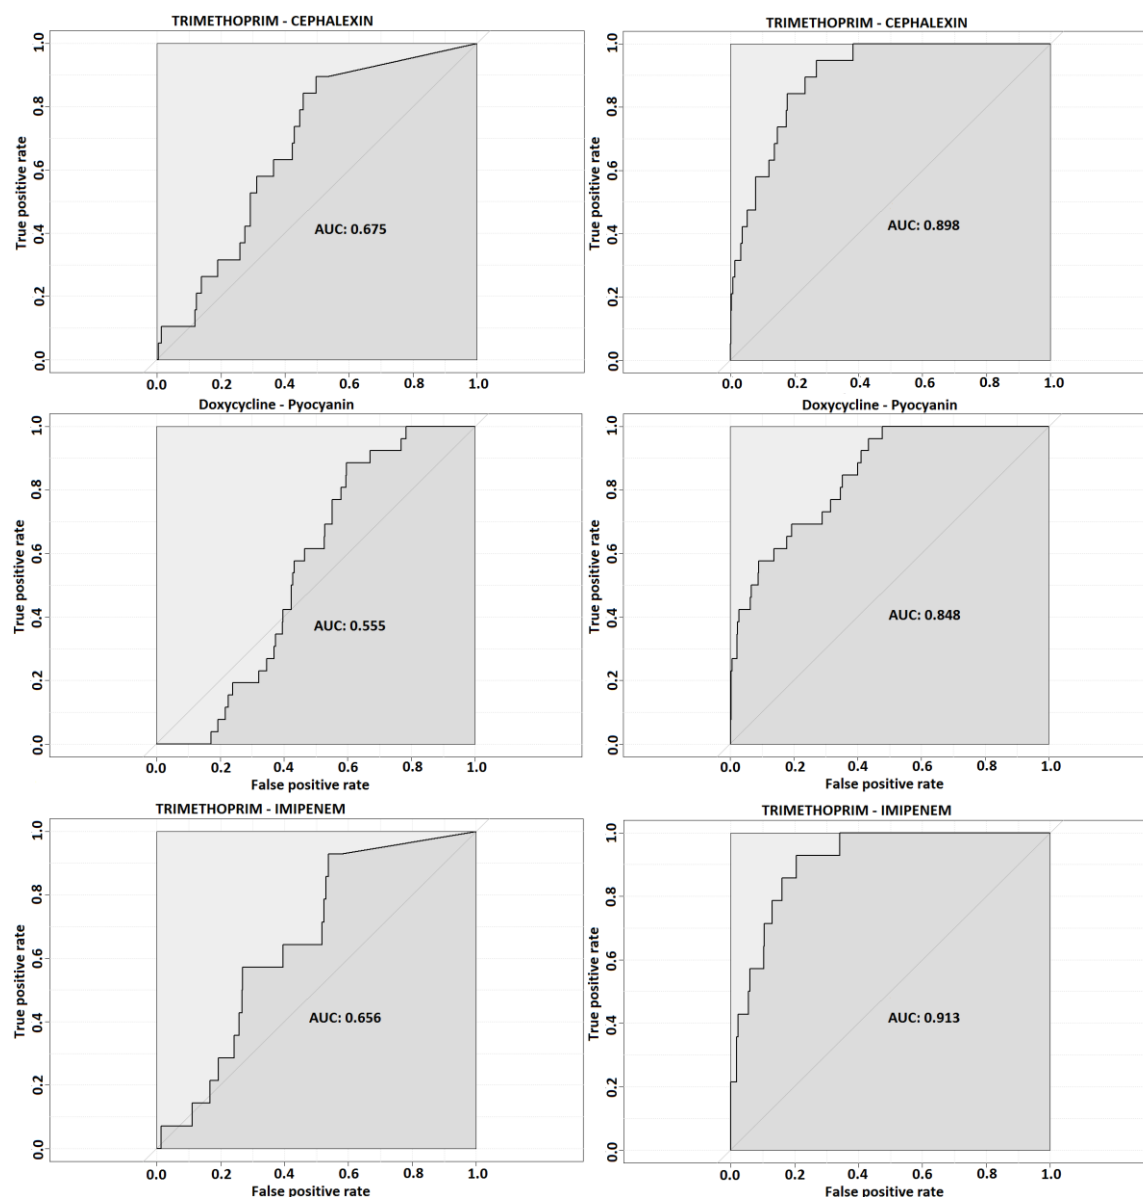 TRIMETHOPRIM - CEPHALEXIN
True positive rate
1.0
0.8
0.6
0.4
0.2
0.0
AUC: 0.675
0.0 0.2 0.4 0.6 0.8 1.0
TRIMETHOPRIM - CEPHALEXIN
True positive rate
1.0
0.8
0.6
0.4
0.2
0.0
AUC: 0.898
0.0 0.2 0.4 0.6 0.8 1.0
Doxycycline - Pyocyanin
True positive rate
1.0
0.8
0.6
0.4
0.2
0.0
AUC: 0.555
0.0 0.2 0.4 0.6 0.8 1.0
False positive rate
Doxycycline - Pyocyanin
True positive rate
1.0
0.8
0.6
0.4
0.2
0.0
AUC: 0.848
0.0 0.2 0.4 0.6 0.8 1.0
False positive rate
TRIMETHOPRIM - IMIPENEM
True positive rate
1.0
0.8
0.6
0.4
0.2
0.0
AUC: 0.656
0.0 0.2 0.4 0.6 0.8 1.0
False positive rate
TRIMETHOPRIM - IMIPENEM
True positive rate
1.0
0.8
0.6
0.4
0.2
0.0
AUC: 0.913
0.0 0.2 0.4 0.6 0.8 1.0
False positive rate